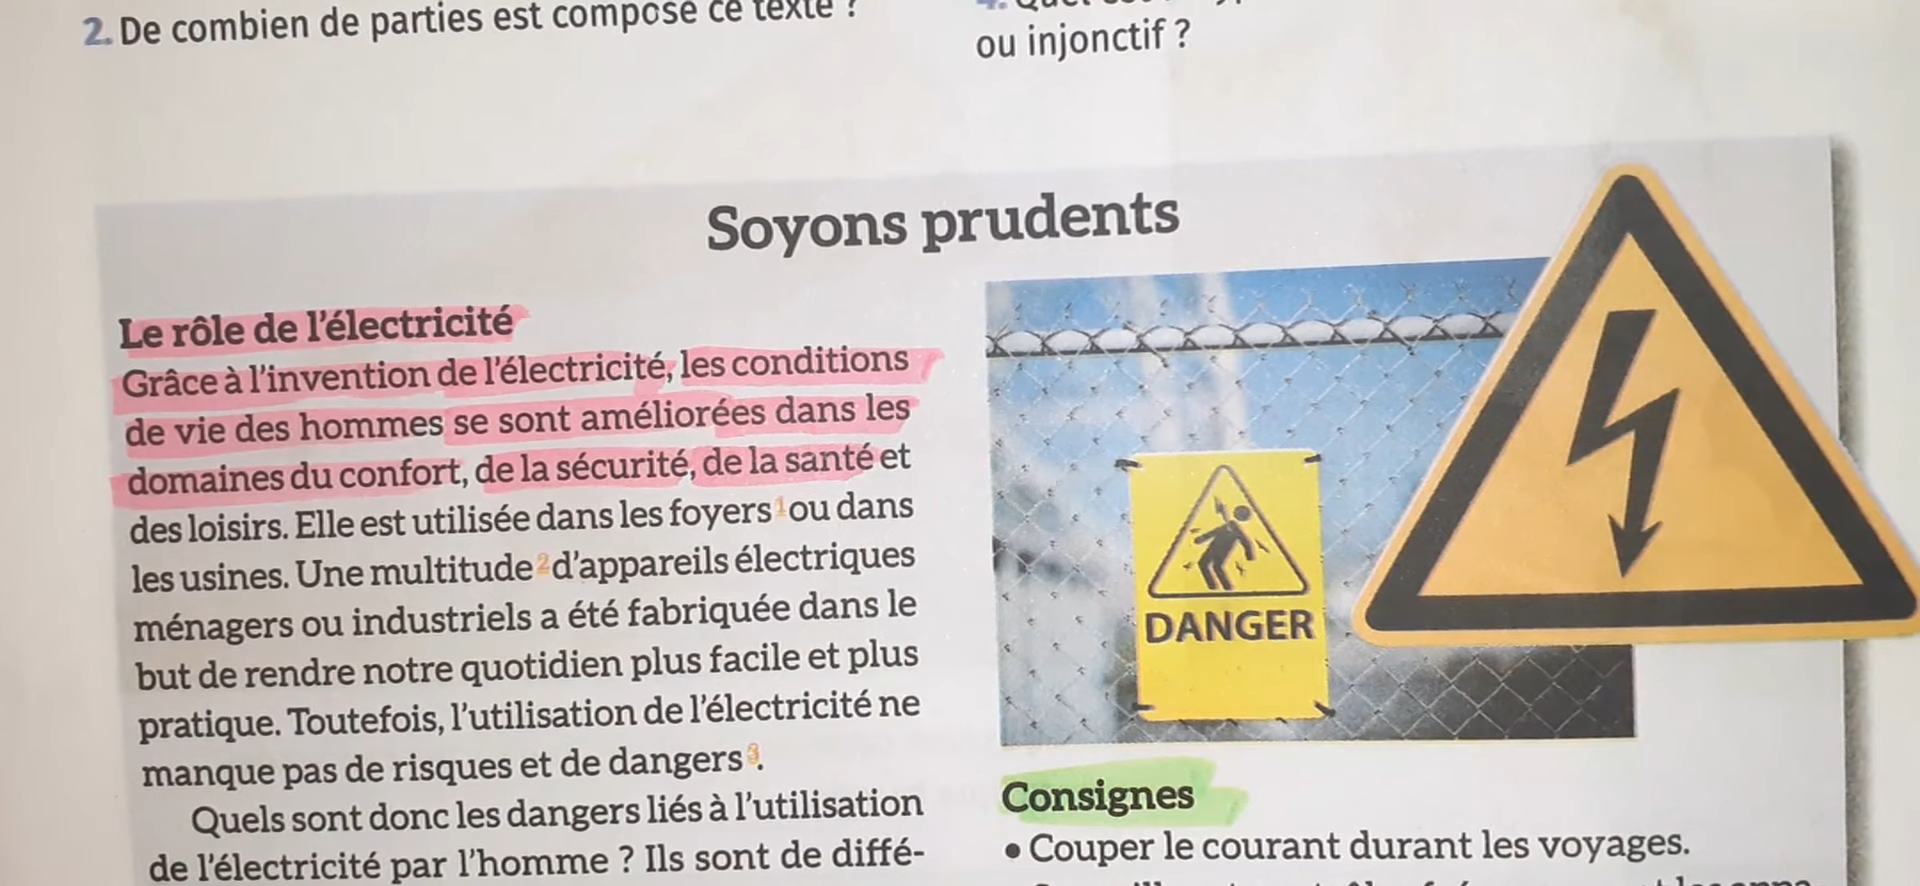 2. De combien de parties est composé ce texte ?
ou injonctif ?
Soyons prudents
Le rôle de l'électricité
Grâce à l'invention de l'électricité, les conditions
de vie des hommes se sont améliorées dans les
domaines du confort, de la sécurité, de la santé et
des loisirs. Elle est utilisée dans les foyers1 ou dans
les usines. Une multitude2 d'appareils électriques
ménagers ou industriels a été fabriquée dans le
but de rendre notre quotidien plus facile et plus
pratique. Toutefois, l'utilisation de l'électricité ne
manque pas de risques et de dangers3.
Quels sont donc les dangers liés à l'utilisation
de l'électricité par l'homme ? Ils sont de diffé-
DANGER
Consignes
• Couper le courant durant les voyages.